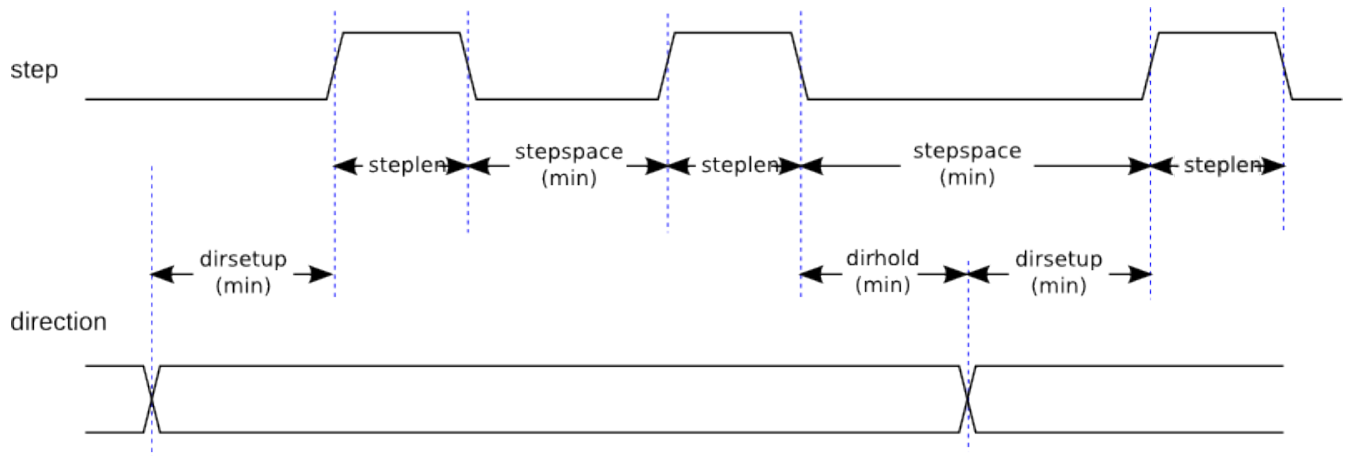 step
steplen
stepspace
(min)
steplen
stepspace
(min)
steplen
dirsetup
(min)
dirhold
(min)
dirsetup
(min)
direction